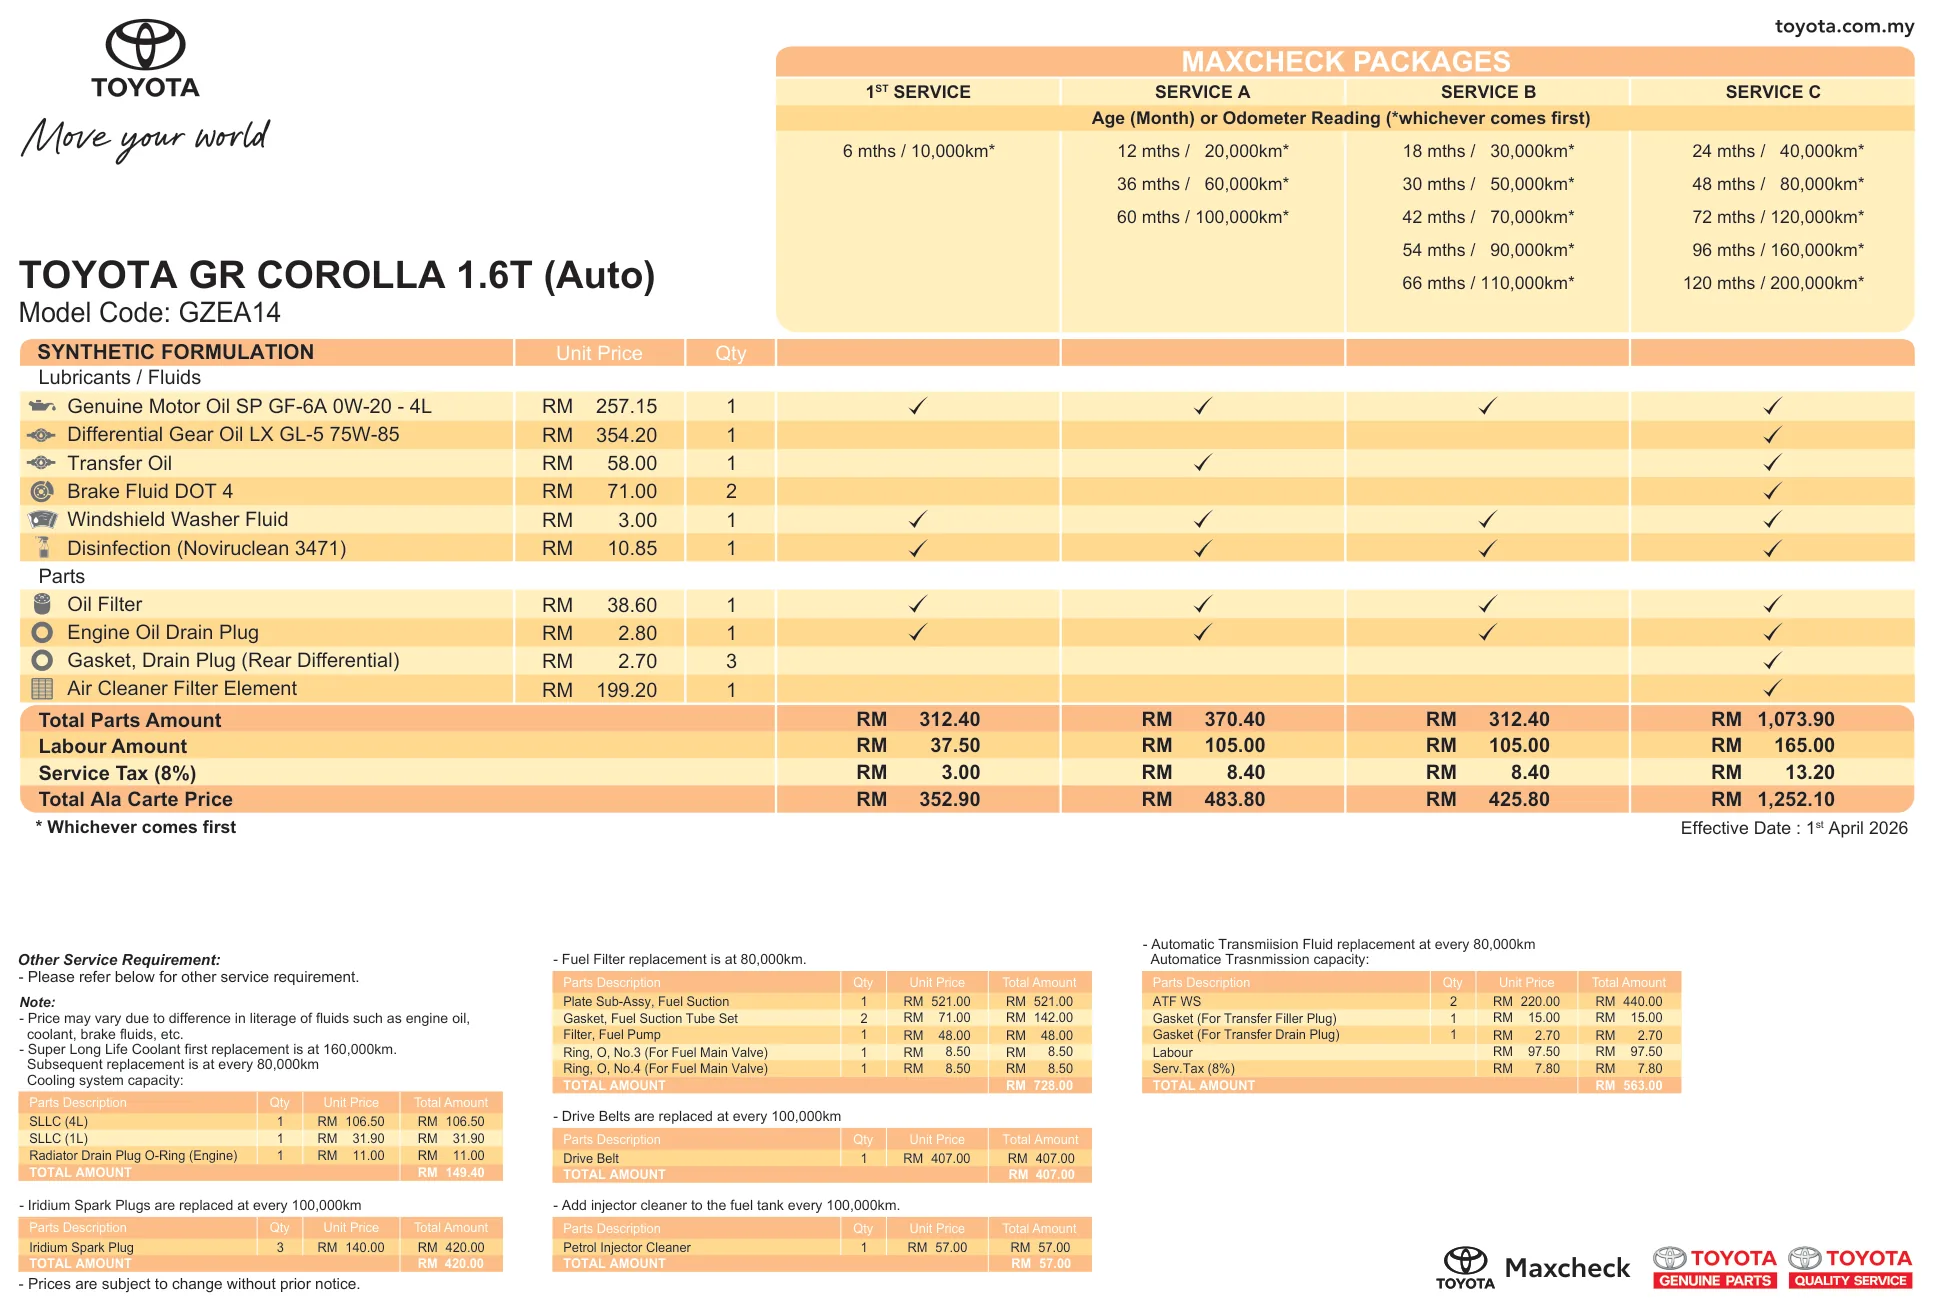 toyota.com.my
TOYOTA
Move your world
MAXCHECK PACKAGES
1ST SERVICE SERVICE A SERVICE B SERVICE C
Age (Month) or Odometer Reading (*whichever comes first)
6 mths / 10,000km* 12 mths / 20,000km* 18 mths / 30,000km* 24 mths / 40,000km*
36 mths / 60,000km* 30 mths / 50,000km* 48 mths / 80,000km*
60 mths / 100,000km* 42 mths / 70,000km* 72 mths / 120,000km*
54 mths / 90,000km* 96 mths / 160,000km*
66 mths / 110,000km* 120 mths / 200,000km*
TOYOTA GR COROLLA 1.6T (Auto)
Model Code: GZEA14
SYNTHETIC FORMULATION Unit Price Qty
Lubricants / Fluids
Genuine Motor Oil SP GF-6A 0W-20 - 4L RM 257.15 1 ✓ ✓ ✓ ✓
Differential Gear Oil LX GL-5 75W-85 RM 354.20 1 ✓
Transfer Oil RM 58.00 1 ✓ ✓
Brake Fluid DOT 4 RM 71.00 2 ✓
Windshield Washer Fluid RM 3.00 1 ✓ ✓ ✓ ✓
Disinfection (Noviruclean 3471) RM 10.85 1 ✓ ✓ ✓ ✓
Parts
Oil Filter RM 38.60 1 ✓ ✓ ✓ ✓
Engine Oil Drain Plug RM 2.80 1 ✓ ✓ ✓ ✓
Gasket, Drain Plug (Rear Differential) RM 2.70 3 ✓
Air Cleaner Filter Element RM 199.20 1 ✓
Total Parts Amount RM 312.40 RM 370.40 RM 312.40 RM 1,073.90
Labour Amount RM 37.50 RM 105.00 RM 105.00 RM 165.00
Service Tax (8%) RM 3.00 RM 8.40 RM 8.40 RM 13.20
Total Ala Carte Price RM 352.90 RM 483.80 RM 425.80 RM 1,252.10
* Whichever comes first
Effective Date : 1st April 2026
Other Service Requirement:
- Please refer below for other service requirement.
Note:
- Price may vary due to difference in literage of fluids such as engine oil,
coolant, brake fluids, etc.
- Super Long Life Coolant first replacement is at 160,000km.
Subsequent replacement is at every 80,000km
Cooling system capacity:
Parts Description Qty Unit Price Total Amount
SLLC (4L) 1 RM 106.50 RM 106.50
SLLC (1L) 1 RM 31.90 RM 31.90
Radiator Drain Plug O-Ring (Engine) 1 RM 11.00 RM 11.00
TOTAL AMOUNT RM 149.40
- Iridium Spark Plugs are replaced at every 100,000km
Parts Description Qty Unit Price Total Amount
Iridium Spark Plug 3 RM 140.00 RM 420.00
TOTAL AMOUNT RM 420.00
- Prices are subject to change without prior notice.
- Fuel Filter replacement is at 80,000km.
Parts Description Qty Unit Price Total Amount
Plate Sub-Assy, Fuel Suction 1 RM 521.00 RM 521.00
Gasket, Fuel Suction Tube Set 2 RM 71.00 RM 142.00
Filter, Fuel Pump 1 RM 48.00 RM 48.00
Ring, O, No.3 (For Fuel Main Valve) 1 RM 8.50 RM 8.50
Ring, O, No.4 (For Fuel Main Valve) 1 RM 8.50 RM 8.50
TOTAL AMOUNT RM 728.00
- Drive Belts are replaced at every 100,000km
Parts Description Qty Unit Price Total Amount
Drive Belt 1 RM 407.00 RM 407.00
TOTAL AMOUNT RM 407.00
- Add injector cleaner to the fuel tank every 100,000km.
Parts Description Qty Unit Price Total Amount
Petrol Injector Cleaner 1 RM 57.00 RM 57.00
TOTAL AMOUNT RM 57.00
- Automatic Transmiision Fluid replacement at every 80,000km
Automatice Trasnmission capacity:
Parts Description Qty Unit Price Total Amount
ATF WS 2 RM 220.00 RM 440.00
Gasket (For Transfer Filler Plug) 1 RM 15.00 RM 15.00
Gasket (For Transfer Drain Plug) 1 RM 2.70 RM 2.70
Labour RM 97.50 RM 97.50
Serv.Tax (8%) RM 7.80 RM 7.80
TOTAL AMOUNT RM 563.00
TOYOTA Maxcheck
TOYOTA GENUINE PARTS
TOYOTA QUALITY SERVICE